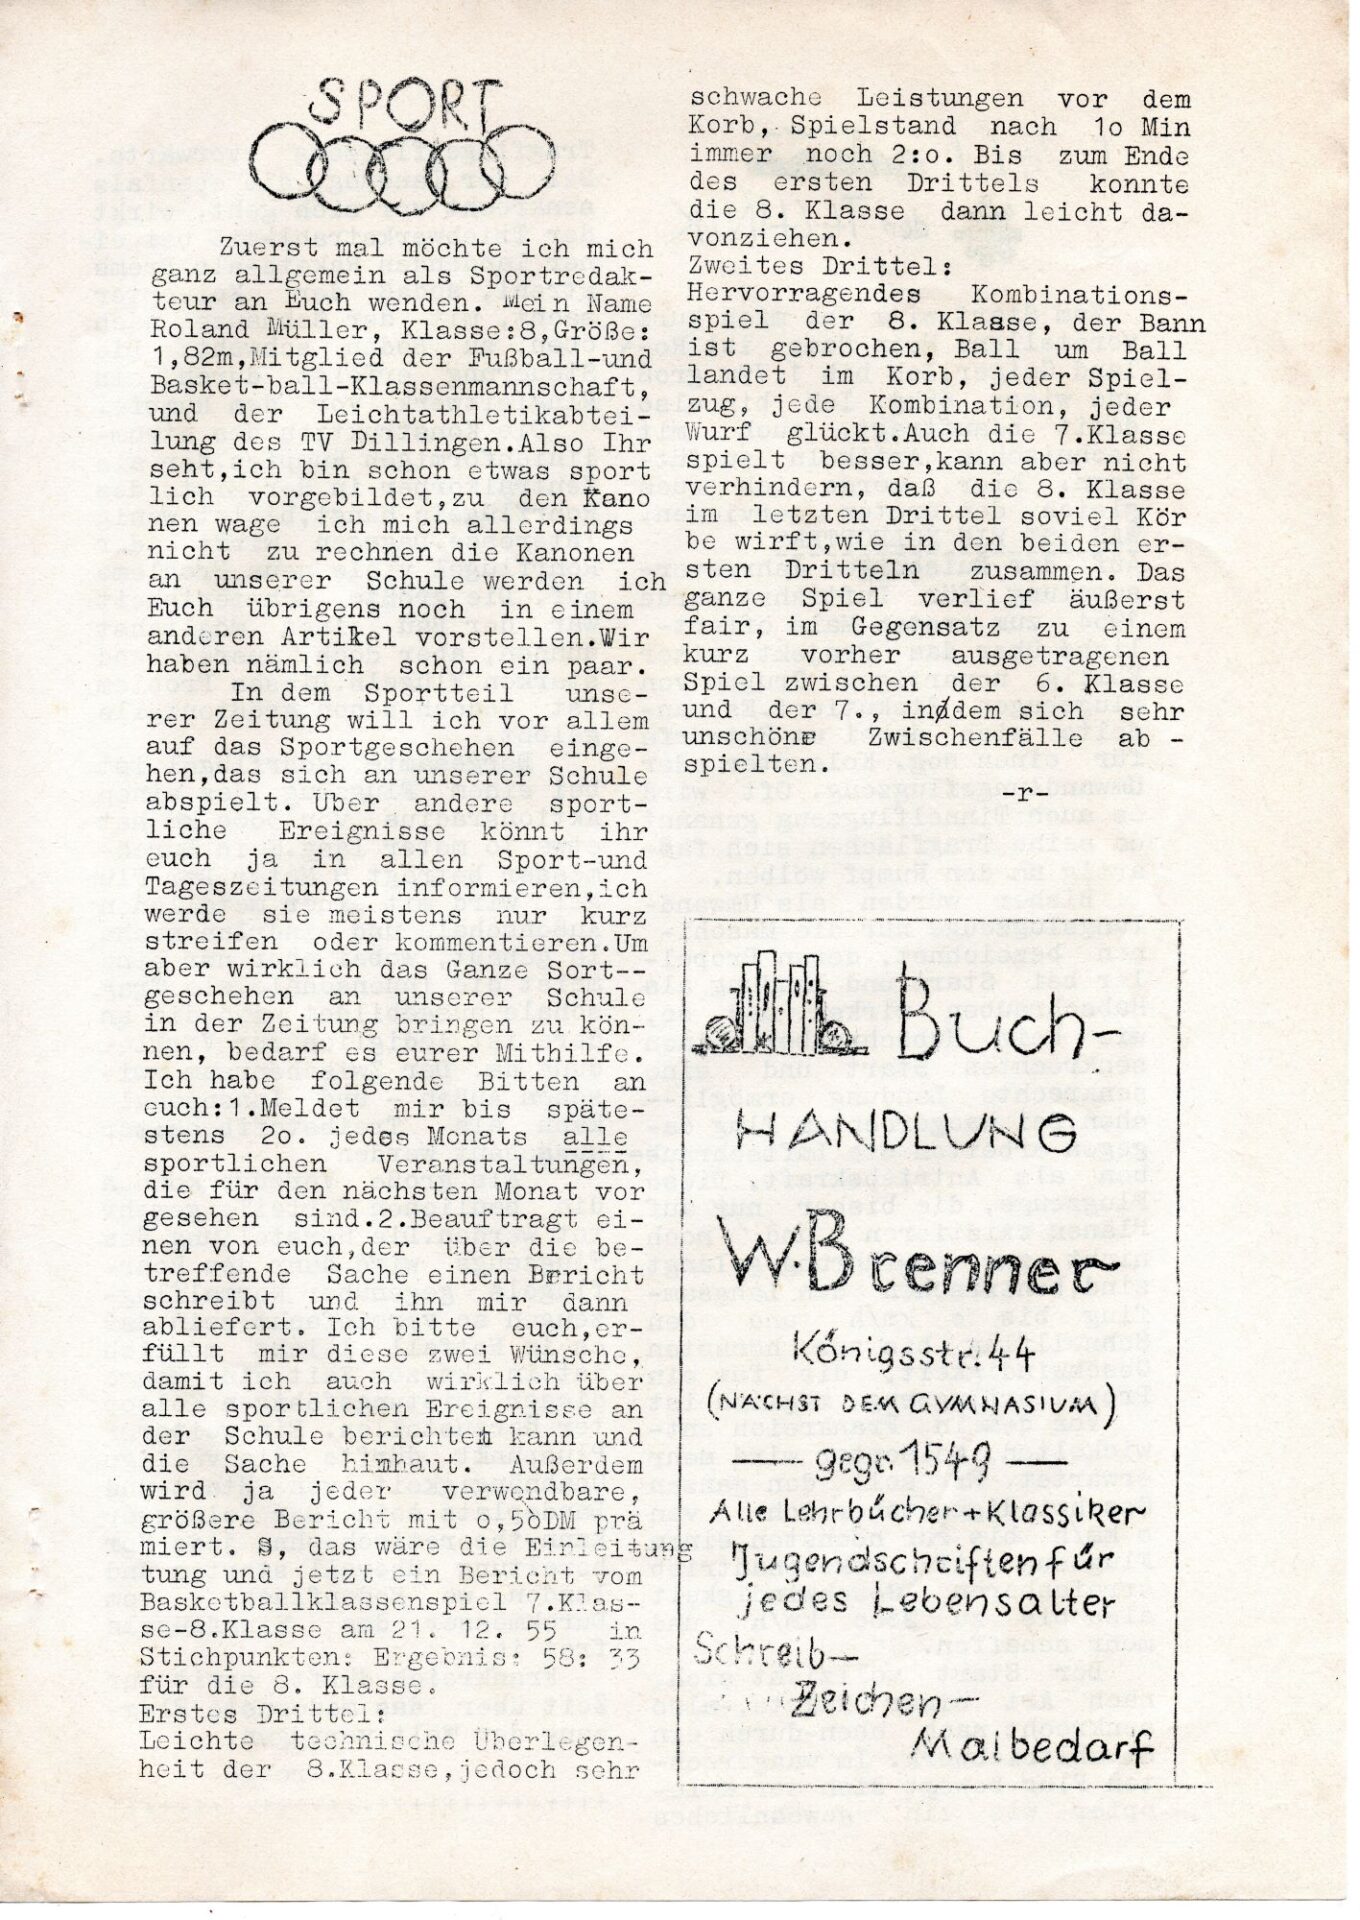 SPORT
Zuerst mal möchte ich mich
ganz allgemein als Sportredak-
teur an Euch wenden. Mein Name
Roland Müller, Klasse:8,Größe:
1,82m,Mitglied der Fußball-und
Basket-ball-Klassenmannschaft,
und der Leichtathletikabtei-
lung des TV Dillingen.Also Ihr
seht,ich bin schon etwas sport
lich vorgebildet,zu den Kano
nen wage ich mich allerdings
nicht zu rechnen die Kanonen
an unserer Schule werden ich
Euch übrigens noch in einem
anderen Artikel vorstellen.Wir
haben nämlich schon ein paar.
In dem Sportteil unse-
rer Zeitung will ich vor allem
auf das Sportgeschehen einge-
hen,das sich an unserer Schule
abspielt. Über andere sport-
liche Ereignisse könnt ihr
euch ja in allen Sport-und
Tageszeitungen informieren,ich
werde sie meistens nur kurz
streifen oder kommentieren.Um
aber wirklich das Ganze Sort--
geschehen an unserer Schule
in der Zeitung bringen zu kön-
nen, bedarf es eurer Mithilfe.
Ich habe folgende Bitten an
euch:1.Meldet mir bis späte-
stens 2o. jedes Monats alle
sportlichen Veranstaltungen,
die für den nächsten Monat vor
gesehen sind.2.Beauftragt ei-
nen von euch,der über die be-
treffende Sache einen Bericht
schreibt und ihn mir dann
abliefert. Ich bitte euch,er-
füllt mir diese zwei Wünsche,
damit ich auch wirklich über
alle sportlichen Ereignisse an
der Schule berichten kann und
die Sache hinhaut. Außerdem
wird ja jeder verwendbare,
größere Bericht mit o,5oDM prä
miert. S, das wäre die Einleitung
tung und jetzt ein Bericht vom
Basketballklassenspiel 7.Klas-
se-8.Klasse am 21. 12. 55 in
Stichpunkten: Ergebnis: 58: 33
für die 8. Klasse.
Erstes Drittel:
Leichte technische Überlegen-
heit der 8.Klasse,jedoch sehr
schwache Leistungen vor dem
Korb, Spielstand nach 1o Min
immer noch 2:o. Bis zum Ende
des ersten Drittels konnte
die 8. Klasse dann leicht da-
vonziehen.
Zweites Drittel:
Hervorragendes Kombinations-
spiel der 8. Klasse, der Bann
ist gebrochen, Ball um Ball
landet im Korb, jeder Spiel-
zug, jede Kombination, jeder
Wurf glückt.Auch die 7.Klasse
spielt besser,kann aber nicht
verhindern, daß die 8. Klasse
im letzten Drittel soviel Kör
be wirft,wie in den beiden er-
sten Dritteln zusammen. Das
ganze Spiel verlief äußerst
fair, im Gegensatz zu einem
kurz vorher ausgetragenen
Spiel zwischen der 6. Klasse
und der 7., indem sich sehr
unschöne Zwischenfälle ab -
spielten.
-r-
Buch-
HANDLUNG
W.Brenner
Königsstr.44
(NÄCHST DEM GYMNASIUM)
— gegr.1549 —
Alle Lehrbücher+Klassiker
Jugendschriften für
jedes Lebensalter
Schreib-
Zeichen-
Malbedarf